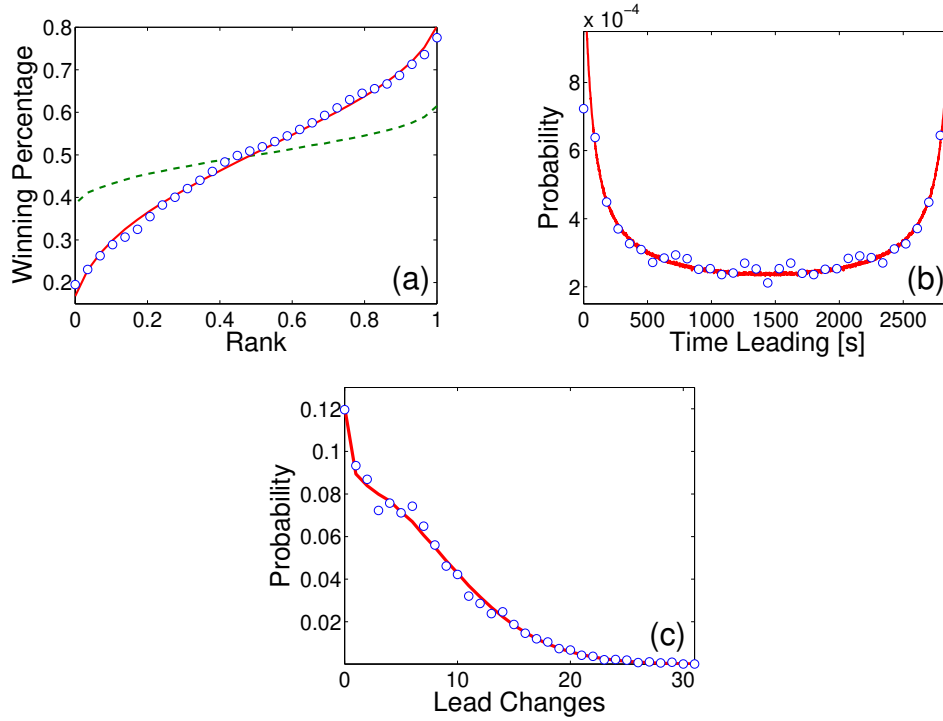 0.8
0.7
0.6
0.5
0.4
0.3
0.2
Winning Percentage
0 0.2 0.4 0.6 0.8 1
Rank
(a)
x 10⁻⁴
8
6
4
2
Probability
0 500 1000 1500 2000 2500
Time Leading [s]
(b)
0.12
0.1
0.08
0.06
0.04
0.02
Probability
0 10 20 30
Lead Changes
(c)